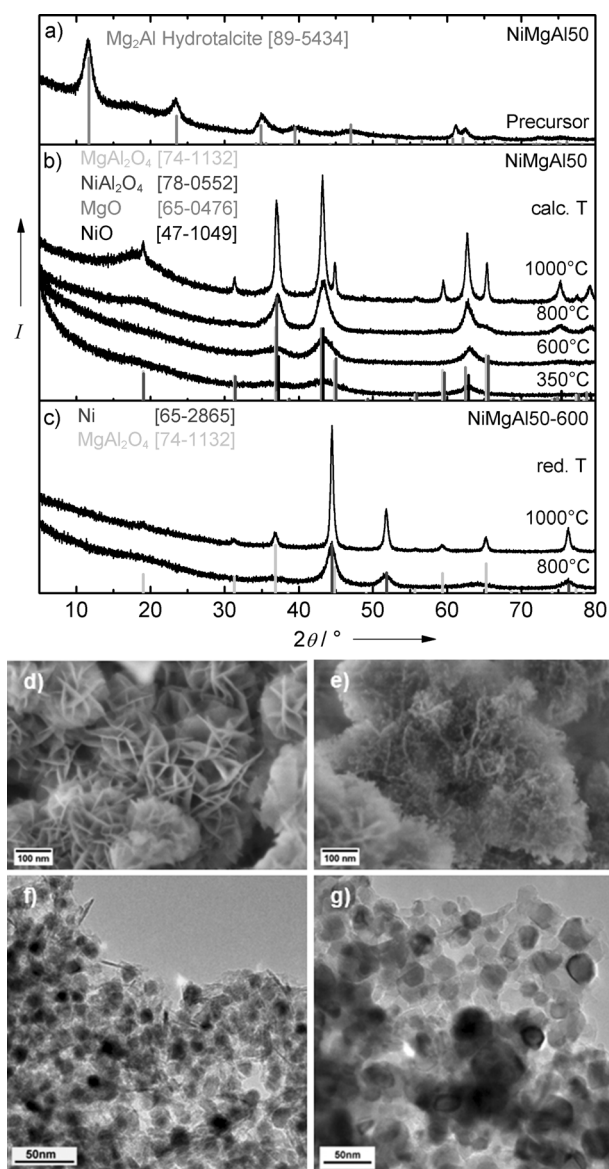 a)
Mg₂Al Hydrotalcite [89-5434]
NiMgAl50
Precursor
b)
MgAl₂O₄ [74-1132]
NiMgAl50
NiAl₂O₄ [78-0552]
MgO [65-0476]
calc. T
NiO [47-1049]
1000°C
800°C
600°C
350°C
I
c)
Ni [65-2865]
NiMgAl50-600
MgAl₂O₄ [74-1132]
red. T
1000°C
800°C
10 20 30 40 50 60 70 80
2θ / °
d)
100 nm
e)
100 nm
f)
50nm
g)
50nm